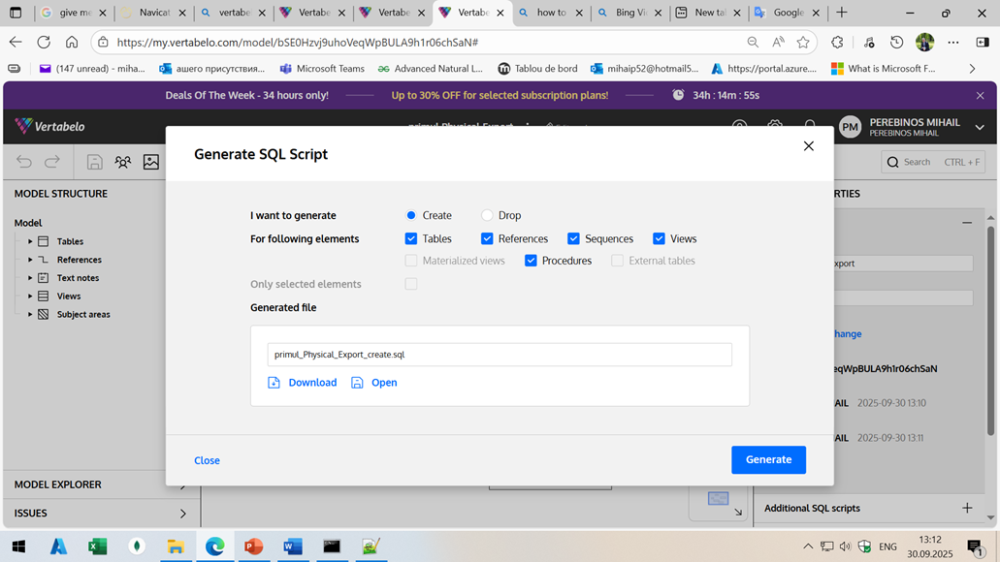 give me
Navicat
vertabe
Vertabe
Vertabe
Vertabe
how to
Bing Vi
New tal
Google
https://my.vertabelo.com/model/bSE0Hzvj9uhoVeqWpBULA9h1r06chSaN#
(147 unread) - miha...
ашего присутствия...
Microsoft Teams
Advanced Natural L...
Tablou de bord
mihaip52@hotmail5...
https://portal.azure....
What is Microsoft F...
Deals Of The Week - 34 hours only!
Up to 30% OFF for selected subscription plans!
34h : 14m : 55s
Vertabelo
primul_Physical_Export
PM
PEREBINOS MIHAIL
PEREBINOS MIHAIL
Search CTRL + F
MODEL STRUCTURE
Model
Tables
References
Text notes
Views
Subject areas
MODEL EXPLORER
ISSUES
Generate SQL Script
I want to generate
Create
Drop
For following elements
Tables
References
Sequences
Views
Materialized views
Procedures
External tables
Only selected elements
Generated file
primul_Physical_Export_create.sql
Download
Open
Close
Generate
RTIES
xport
hange
eqWpBULA9h1r06chSaN
AIL 2025-09-30 13:10
AIL 2025-09-30 13:11
Additional SQL scripts
ENG
13:12
30.09.2025
1